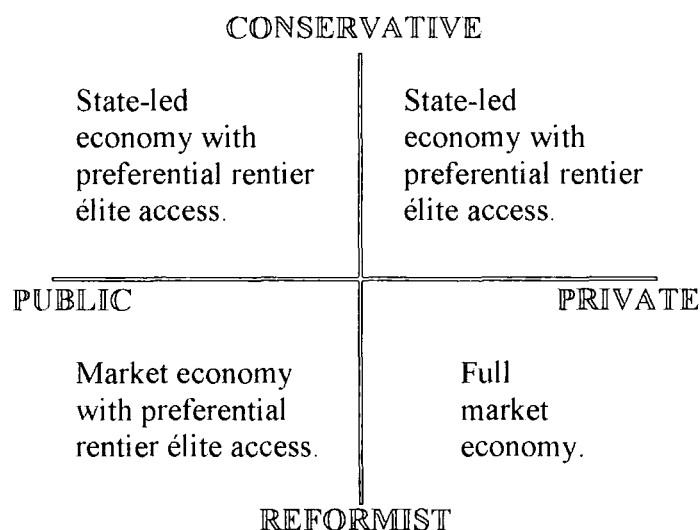 CONSERVATIVE
State-led
economy with
preferential rentier
élite access.
State-led
economy with
preferential rentier
élite access.
PUBLIC
PRIVATE
Market economy
with preferential
rentier élite access.
Full
market
economy.
REFORMIST